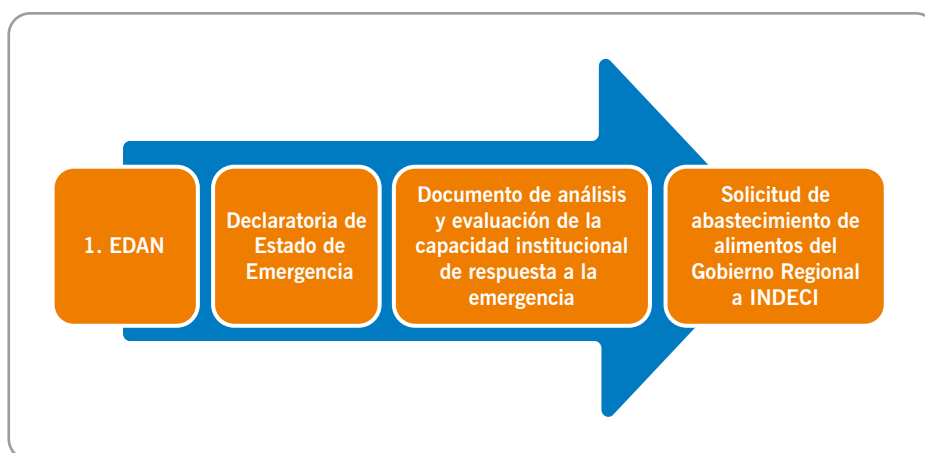 1. EDAN
Declaratoria de
Estado de
Emergencia
Documento de análisis
y evaluación de la
capacidad institucional
de respuesta a la
emergencia
Solicitud de
abastecimiento de
alimentos del
Gobierno Regional
a INDECI